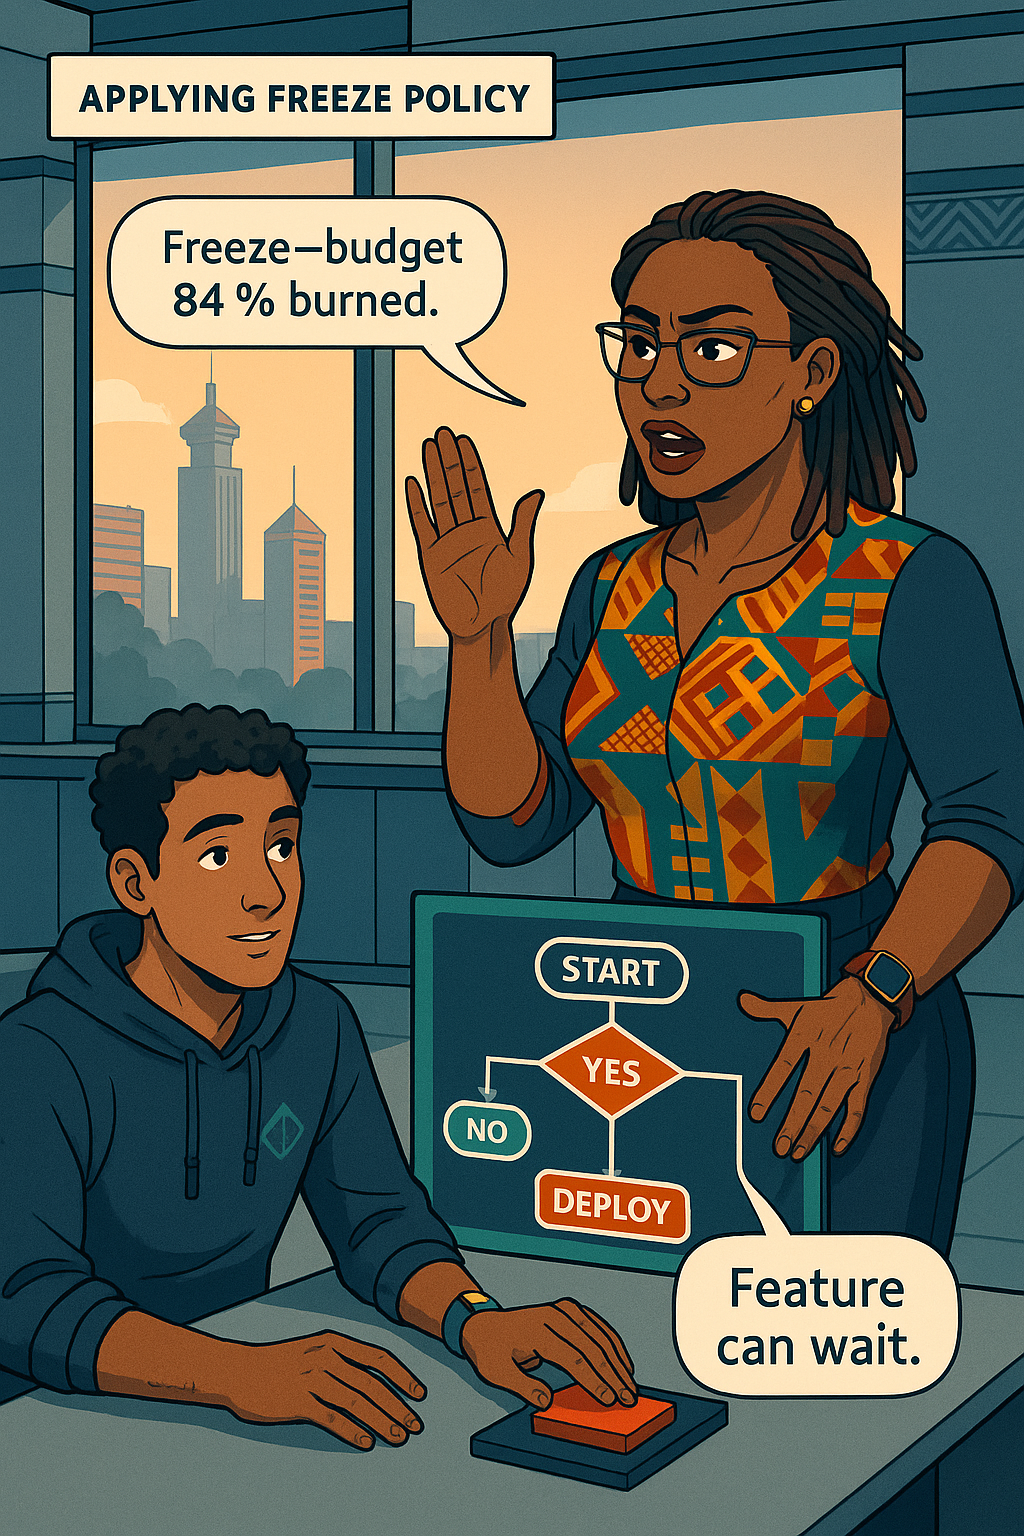 APPLYING FREEZE POLICY
Freeze—budget
84 % burned.
START
YES
NO
DEPLOY
Feature
can wait.